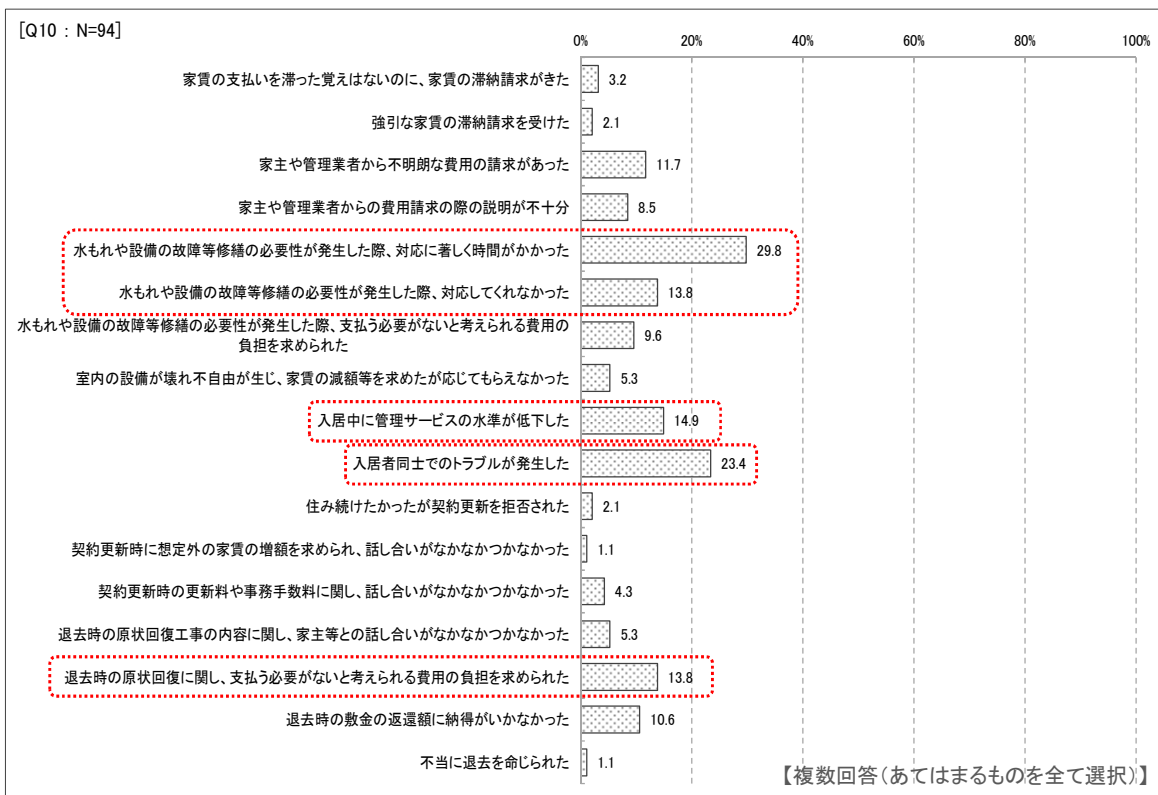 [Q10 : N=94]
0% 20% 40% 60% 80% 100%
家賃の支払いを滞った覚えはないのに、家賃の滞納請求がきた 3.2
強引な家賃の滞納請求を受けた 2.1
家主や管理業者から不明朗な費用の請求があった 11.7
家主や管理業者からの費用請求の際の説明が不十分 8.5
水もれや設備の故障等修繕の必要性が発生した際、対応に著しく時間がかかった 29.8
水もれや設備の故障等修繕の必要性が発生した際、対応してくれなかった 13.8
水もれや設備の故障等修繕の必要性が発生した際、支払う必要がないと考えられる費用の
負担を求められた 9.6
室内の設備が壊れ不自由が生じ、家賃の減額等を求めたが応じてもらえなかった 5.3
入居中に管理サービスの水準が低下した 14.9
入居者同士でのトラブルが発生した 23.4
住み続けたかったが契約更新を拒否された 2.1
契約更新時に想定外の家賃の増額を求められ、話し合いがなかなかつかなかった 1.1
契約更新時の更新料や事務手数料に関し、話し合いがなかなかつかなかった 4.3
退去時の原状回復工事の内容に関し、家主等との話し合いがなかなかつかなかった 5.3
退去時の原状回復に関し、支払う必要がないと考えられる費用の負担を求められた 13.8
退去時の敷金の返還額に納得がいかなかった 10.6
不当に退去を命じられた 1.1
【複数回答(あてはまるものを全て選択)】